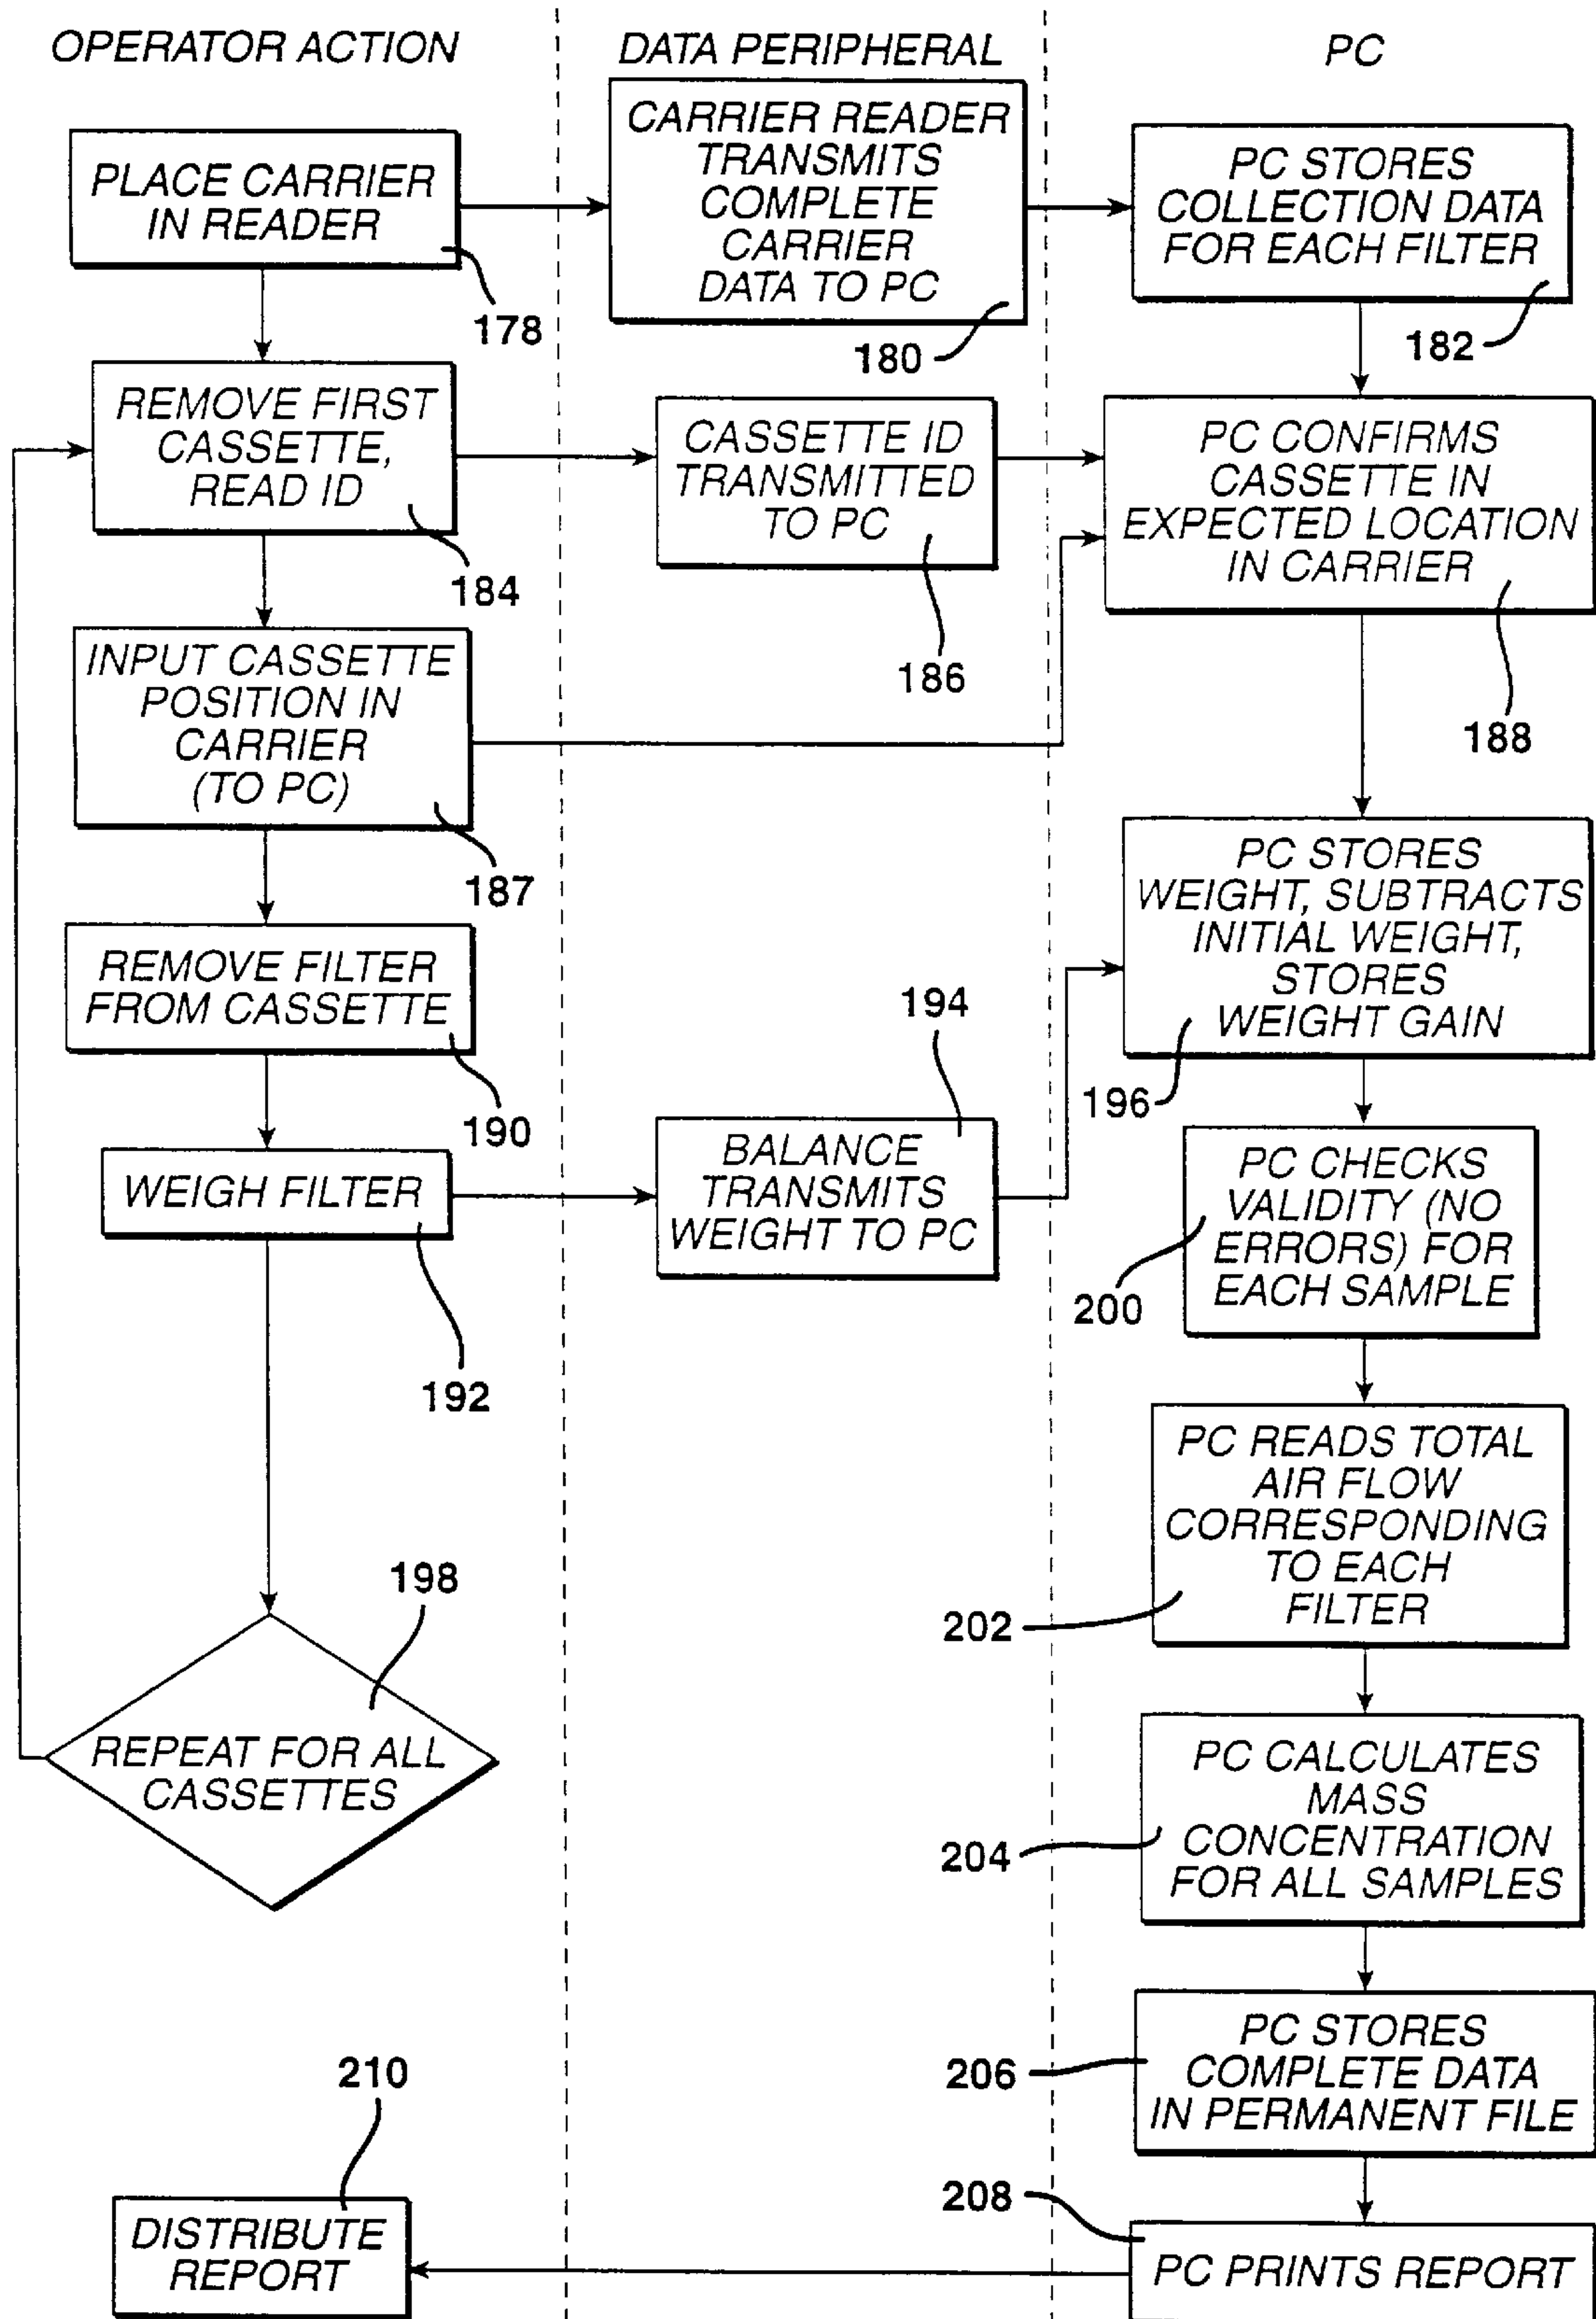 OPERATOR ACTION
DATA PERIPHERAL
PC
PLACE CARRIER
IN READER
178
CARRIER READER
TRANSMITS
COMPLETE
CARRIER
DATA TO PC
180
PC STORES
COLLECTION DATA
FOR EACH FILTER
182
REMOVE FIRST
CASSETTE,
READ ID
184
CASSETTE ID
TRANSMITTED
TO PC
186
PC CONFIRMS
CASSETTE IN
EXPECTED LOCATION
IN CARRIER
188
INPUT CASSETTE
POSITION IN
CARRIER
(TO PC)
187
REMOVE FILTER
FROM CASSETTE
190
WEIGH FILTER
192
194
BALANCE
TRANSMITS
WEIGHT TO PC
PC STORES
WEIGHT, SUBTRACTS
INITIAL WEIGHT,
STORES
WEIGHT GAIN
196
PC CHECKS
VALIDITY (NO
ERRORS) FOR
EACH SAMPLE
200
PC READS TOTAL
AIR FLOW
CORRESPONDING
TO EACH
FILTER
202
198
REPEAT FOR ALL
CASSETTES
PC CALCULATES
MASS
CONCENTRATION
FOR ALL SAMPLES
204
PC STORES
COMPLETE DATA
IN PERMANENT FILE
206
208
PC PRINTS REPORT
210
DISTRIBUTE
REPORT